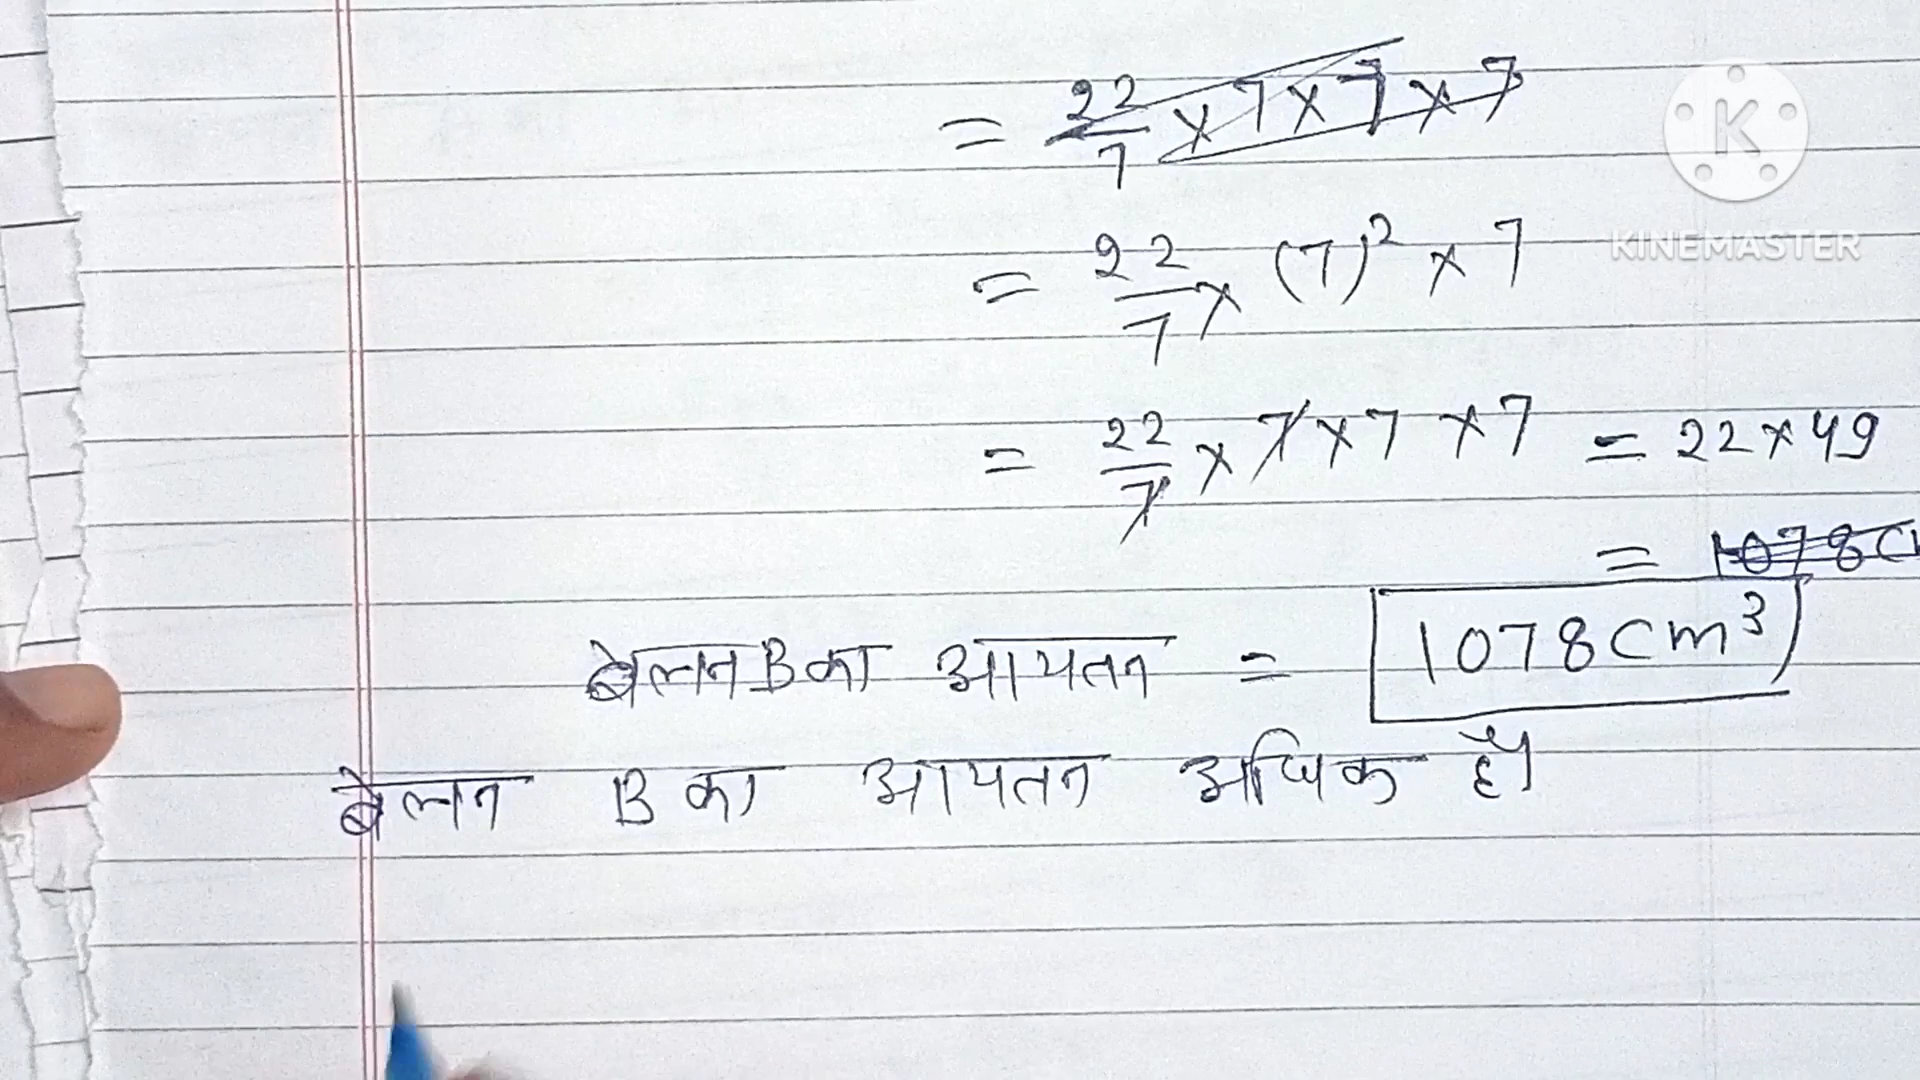 = 22/7 × 7 × 7 × 7
= 22/7 × (7)² × 7
= 22/7 × 7 × 7 × 7 = 22 × 49
= 1078 C
बेलन B का आयतन = 1078 Cm³
बेलन B का आयतन अधिक है।
K
KINEMASTER